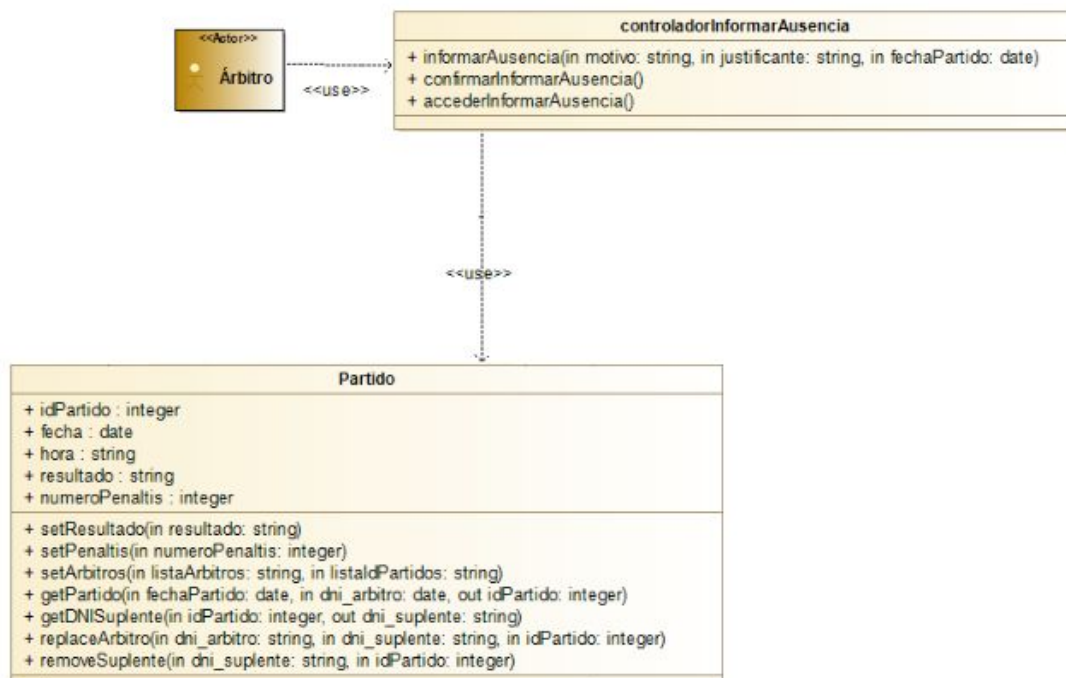 <<Actor>>
Árbitro
<<use>>
controladorInformarAusencia
+ informarAusencia(in motivo: string, in justificante: string, in fechaPartido: date)
+ confirmarInformarAusencia()
+ accederInformarAusencia()
<<use>>
Partido
+ idPartido : integer
+ fecha : date
+ hora : string
+ resultado : string
+ numeroPenaltis : integer
+ setResultado(in resultado: string)
+ setPenaltis(in numeroPenaltis: integer)
+ setArbitros(in listaArbitros: string, in listaIdPartidos: string)
+ getPartido(in fechaPartido: date, in dni_arbitro: date, out idPartido: integer)
+ getDNISuplente(in idPartido: integer, out dni_suplente: string)
+ replaceArbitro(in dni_arbitro: string, in dni_suplente: string, in idPartido: integer)
+ removeSuplente(in dni_suplente: string, in idPartido: integer)